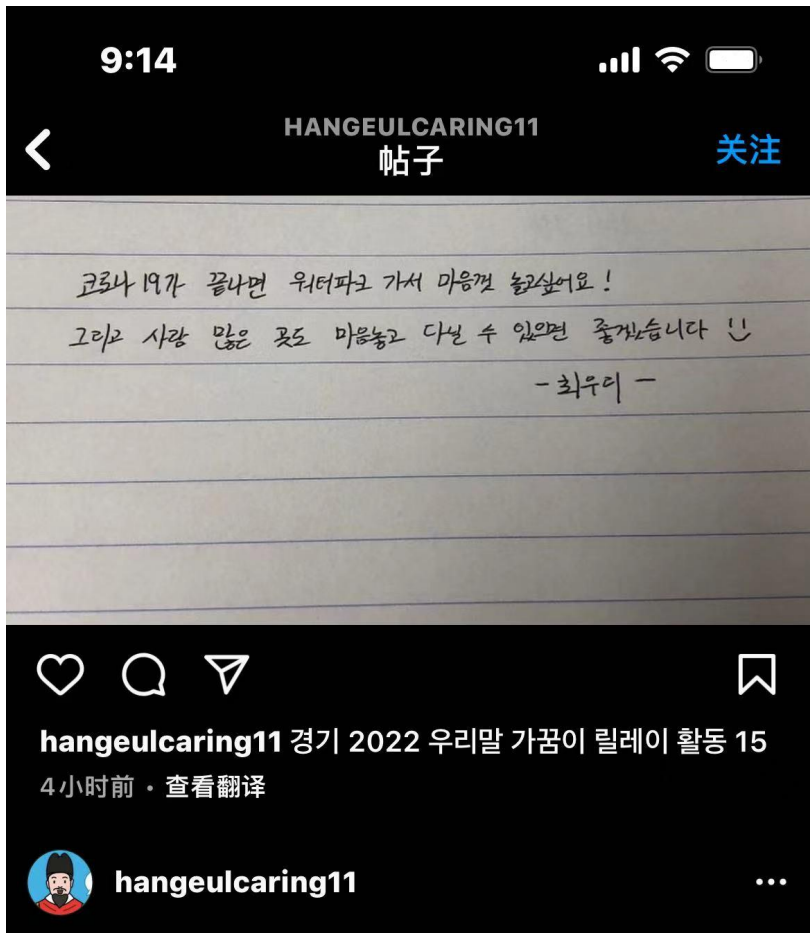 9:14
HANGEULCARING11
帖子
关注
코로나19가 끝나면 워터파크 가서 마음껏 놀고싶어요!
그리고 사람 많은 곳도 마음놓고 다닐 수 있으면 좋겠습니다
- 최우디 -
hangeulcaring11 경기 2022 우리말 가꿈이 릴레이 활동 15
4小时前 · 查看翻译
hangeulcaring11